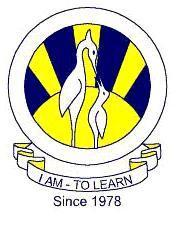 I AM - TO LEARN
Since 1978